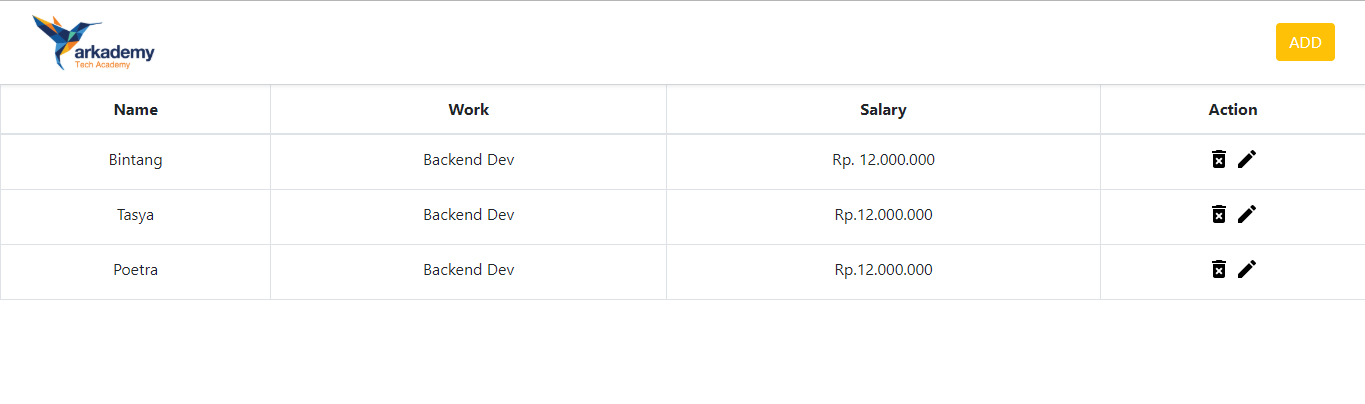 arkademy
Tech Academy
ADD
Name Work Salary Action
Bintang Backend Dev Rp. 12.000.000
Tasya Backend Dev Rp.12.000.000
Poetra Backend Dev Rp.12.000.000